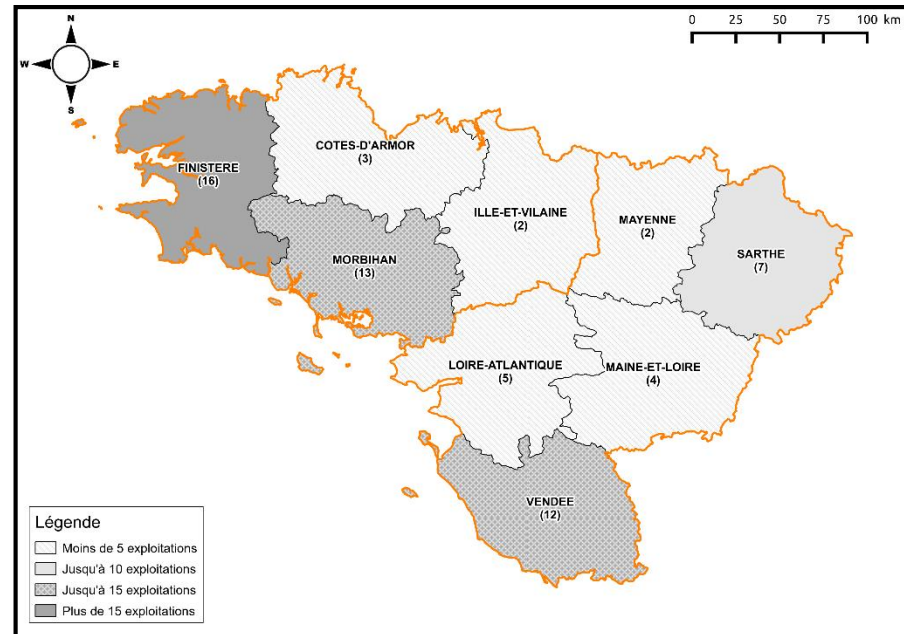 N
W
E
S
0 25 50 75 100 km
COTES-D'ARMOR
(3)
FINISTERE
(16)
ILLE-ET-VILAINE
(2)
MAYENNE
(2)
SARTHE
(7)
MORBIHAN
(13)
LOIRE-ATLANTIQUE
(5)
MAINE-ET-LOIRE
(4)
VENDEE
(12)
Légende
Moins de 5 exploitations
Jusqu'à 10 exploitations
Jusqu'à 15 exploitations
Plus de 15 exploitations